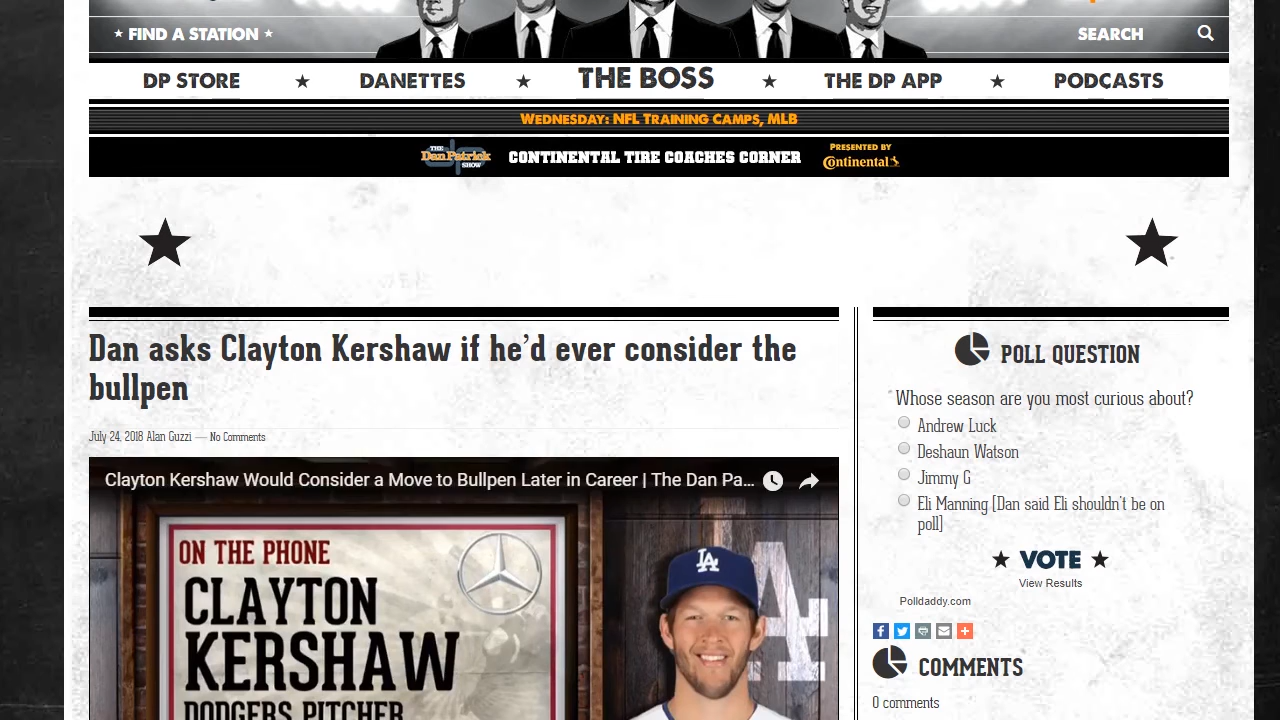 FIND A STATION
SEARCH
DP STORE
DANETTES
THE BOSS
THE DP APP
PODCASTS
WEDNESDAY: NFL TRAINING CAMPS, MLB
THE
Dan Patrick
SHOW
CONTINENTAL TIRE COACHES CORNER
PRESENTED BY
Continental
Dan asks Clayton Kershaw if he’d ever consider the
bullpen
July 24, 2018 Alan Guzzi — No Comments
Clayton Kershaw Would Consider a Move to Bullpen Later in Career | The Dan Pa...
ON THE PHONE
CLAYTON
KERSHAW
DODGERS PITCHER
LA
LA
POLL QUESTION
Whose season are you most curious about?
Andrew Luck
Deshaun Watson
Jimmy G
Eli Manning [Dan said Eli shouldn't be on
poll]
VOTE
View Results
Polldaddy.com
COMMENTS
0 comments